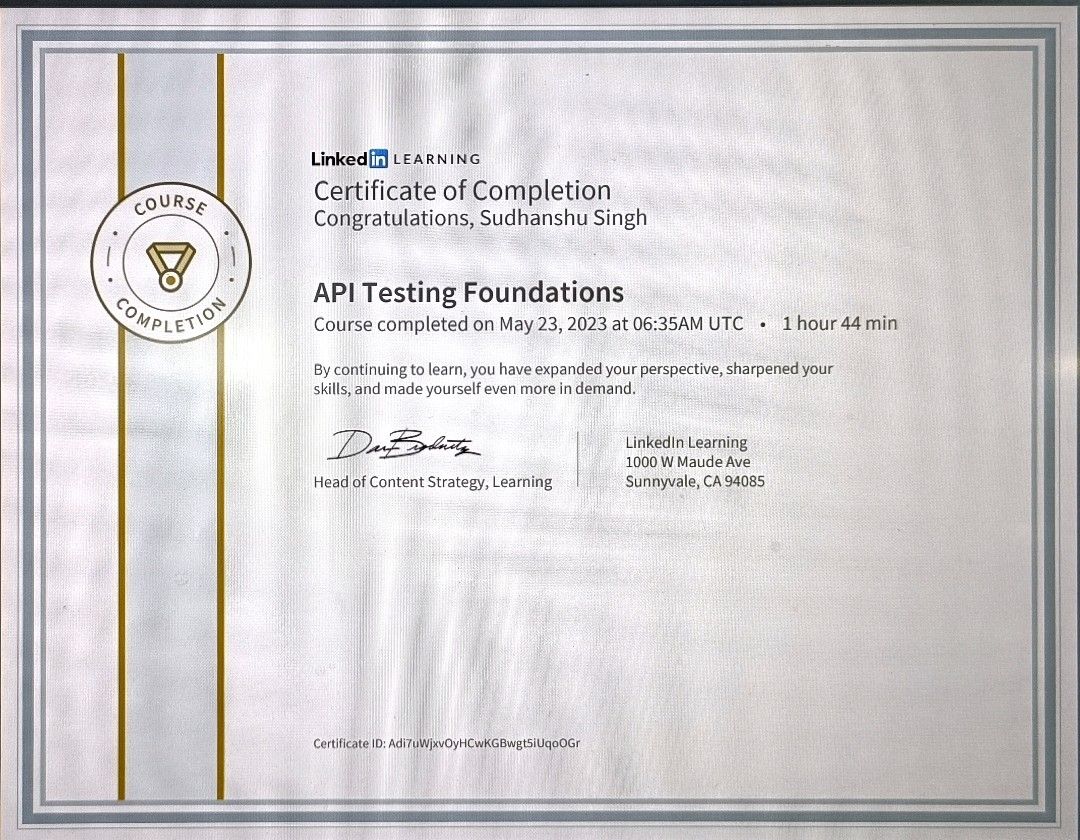 LinkedIn LEARNING
Certificate of Completion
Congratulations, Sudhanshu Singh
COURSE
COMPLETION
API Testing Foundations
Course completed on May 23, 2023 at 06:35AM UTC • 1 hour 44 min
By continuing to learn, you have expanded your perspective, sharpened your
skills, and made yourself even more in demand.
Head of Content Strategy, Learning
LinkedIn Learning
1000 W Maude Ave
Sunnyvale, CA 94085
Certificate ID: Adi7uWjxvOyHCwKGBwgt5iUqoOGr